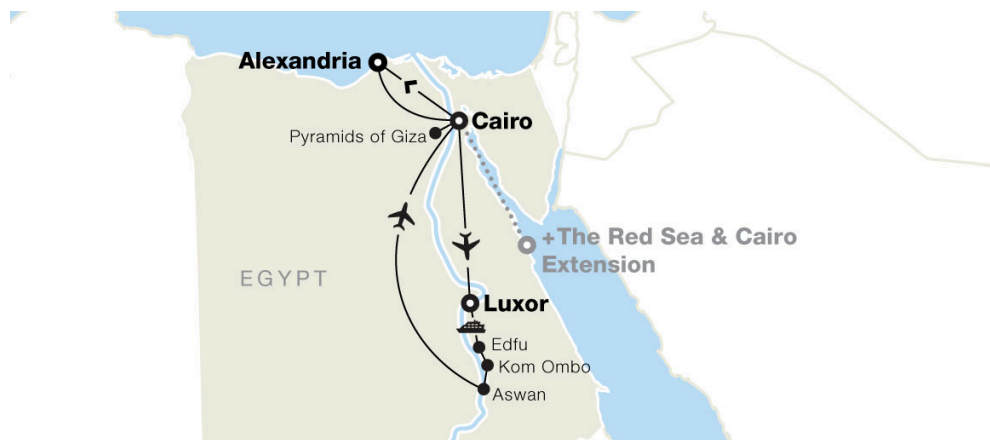 Alexandria
Cairo
Pyramids of Giza
+The Red Sea & Cairo
Extension
EGYPT
Luxor
Edfu
Kom Ombo
Aswan